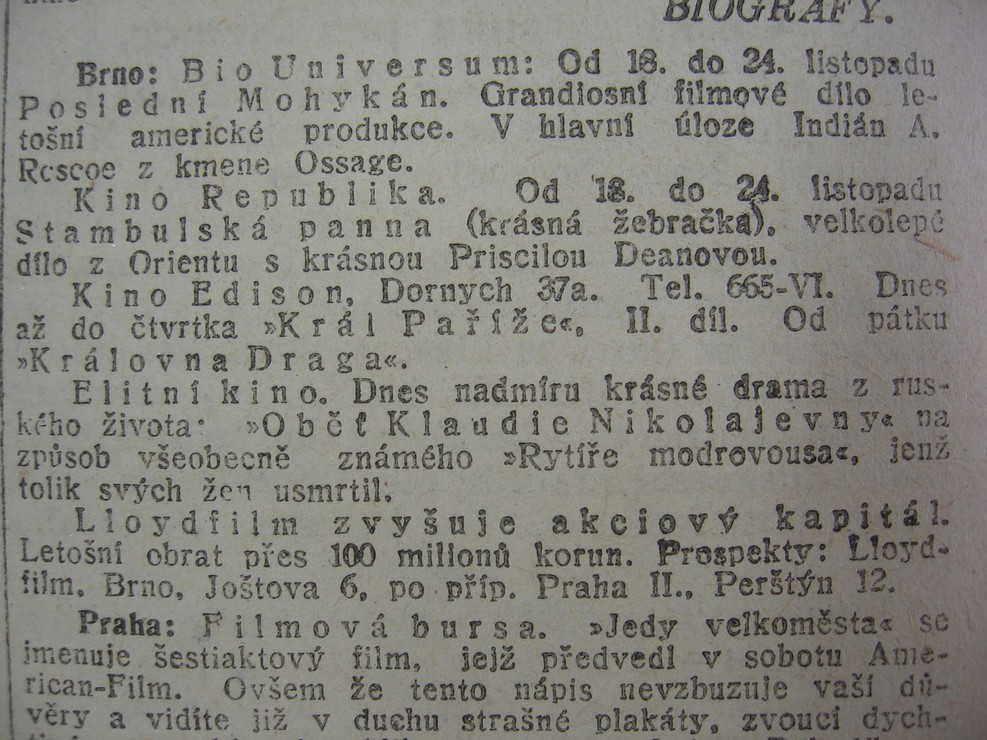 BIOGRAFY.
Brno: Bio Universum: Od 18. do 24. listopadu
Poslední Mohykán. Grandiosní filmové dílo le-
tošní americké produkce. V hlavní úloze Indián A.
Roscoe z kmene Ossage.
Kino Republika. Od 18. do 24. listopadu
Stambulská panna (krásná žebračka), velkolepé
dílo z Orientu s krásnou Priscilou Deanovou.
Kino Edison, Dornych 37a. Tel. 665-VI. Dnes
až do čtvrtka »Král Paříže«, II. díl. Od pátku
»Královna Draga«.
Elitní kino. Dnes nadmíru krásné drama z rus-
kého života: »Oběť Klaudie Nikolajevny« na
způsob všeobecně známého »Rytíře modrovousa«, jenž
tolik svých žen usmrtil.
Lloydfilm zvyšuje akciový kapitál.
Letošní obrat přes 100 milionů korun. Prospekty: Lloyd-
film, Brno, Joštova 6, po příp. Praha II., Perštýn 12.
Praha: Filmová bursa. »Jedy velkoměsta« se
jmenuje šestiaktový film, jejž předvedl v sobotu Ame-
rican-Film. Ovšem že tento nápis nevzbuzuje vaší dů-
věry a vidíte již v duchu strašné plakáty, zvoucí dych-